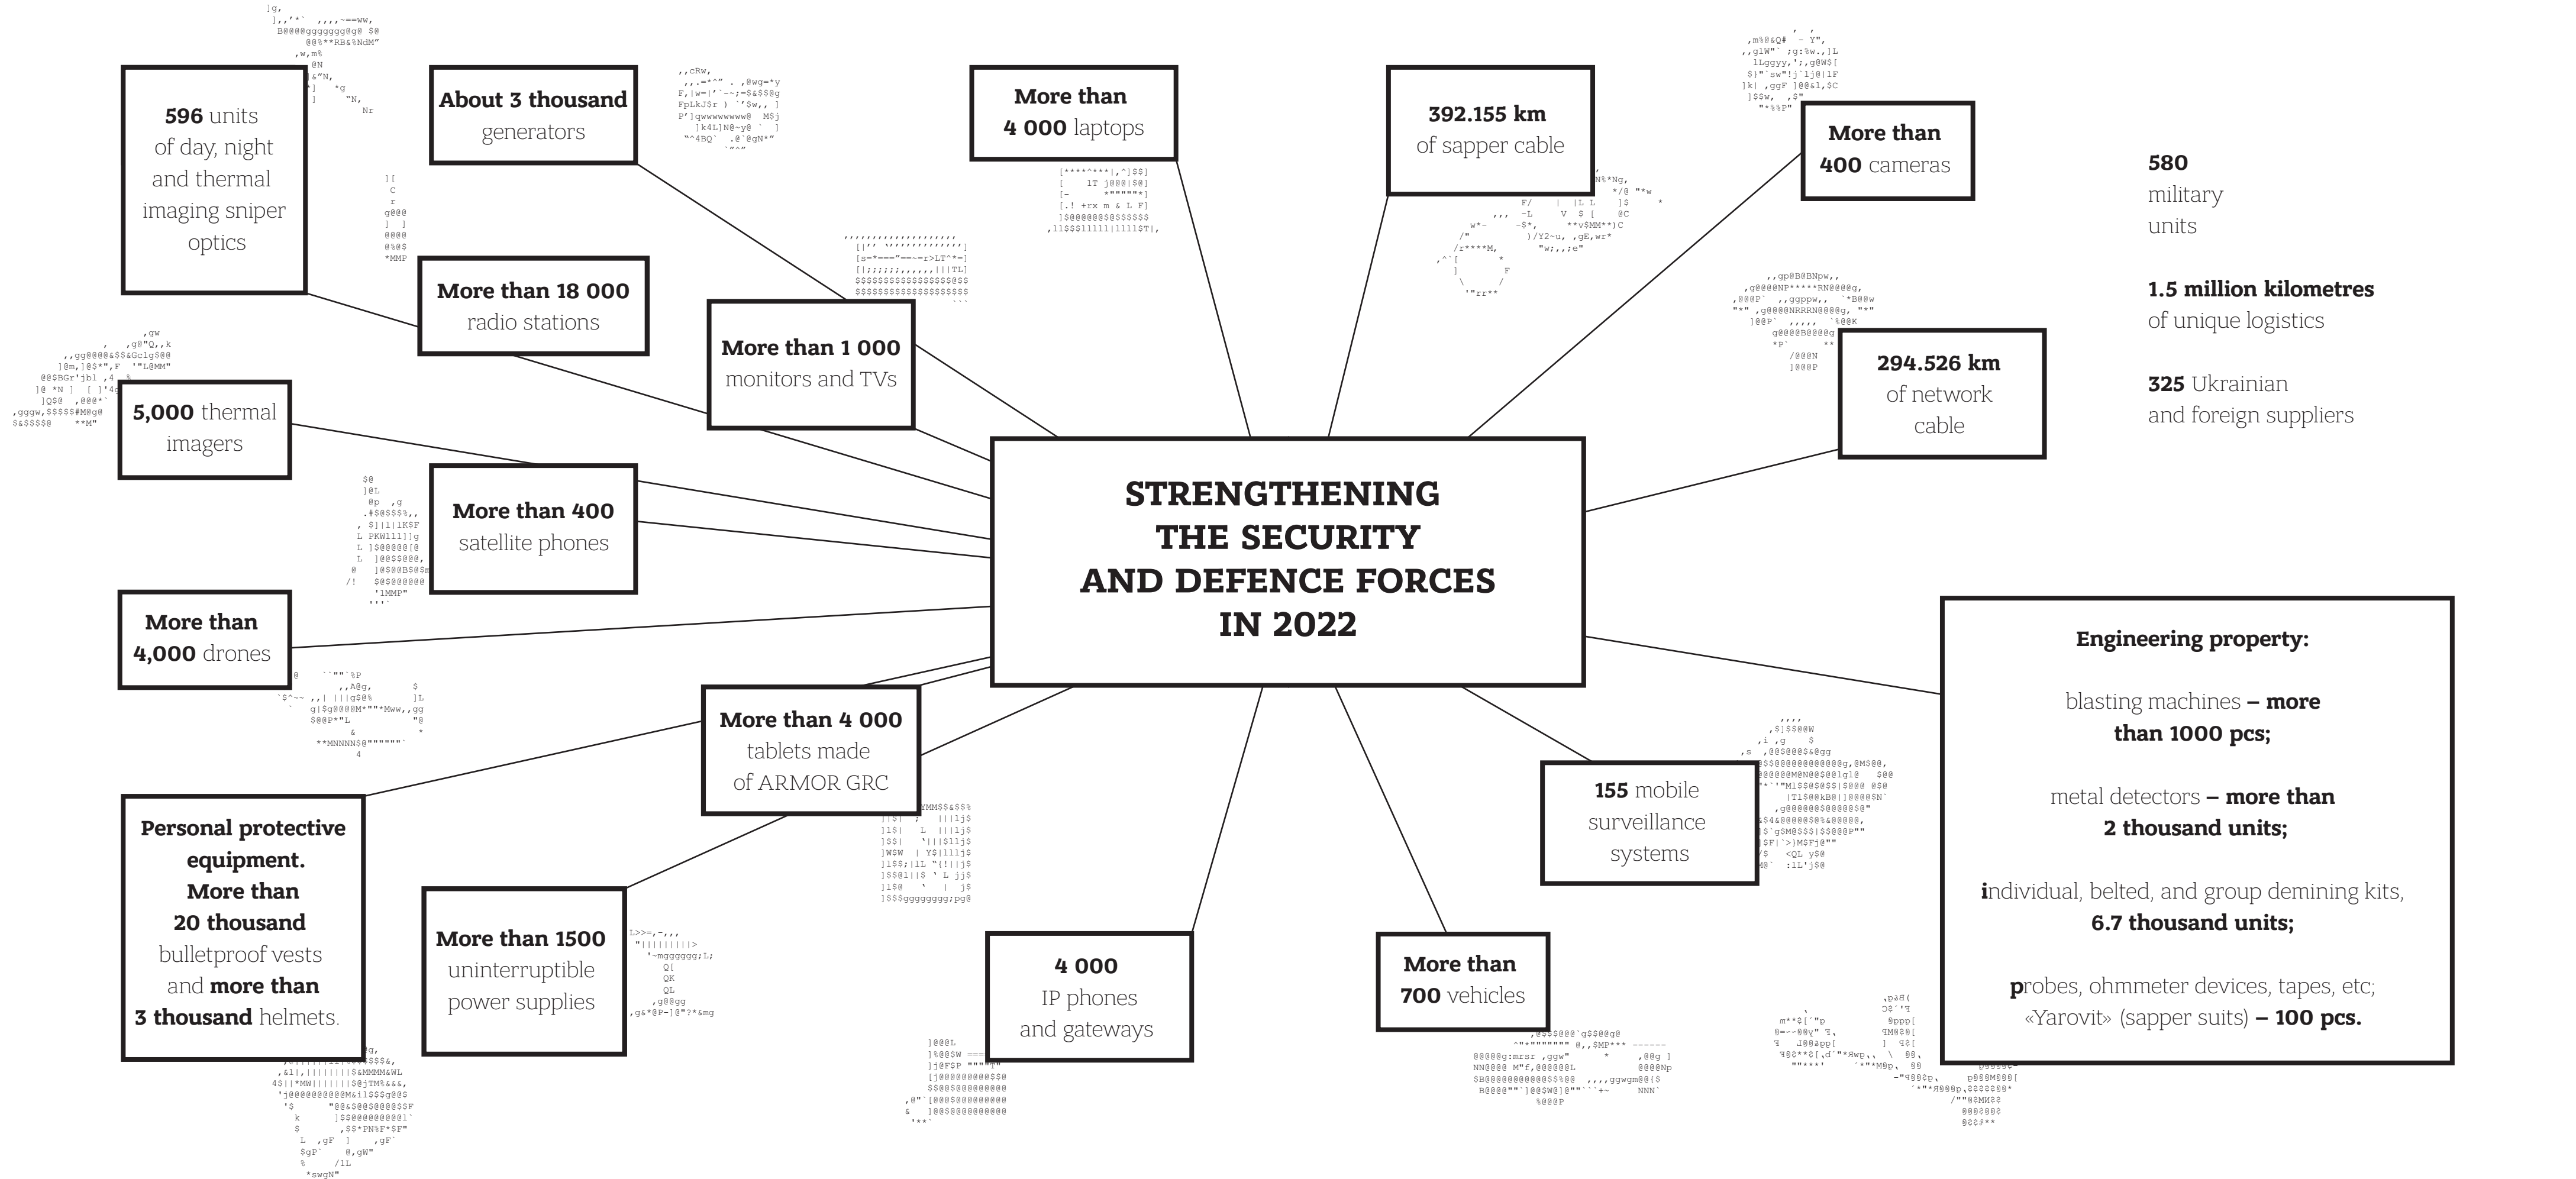 596 units
of day, night
and thermal
imaging sniper
optics
About 3 thousand
generators
More than
4 000 laptops
392.155 km
of sapper cable
More than
400 cameras
580
military
units
1.5 million kilometres
of unique logistics
325 Ukrainian
and foreign suppliers
More than 18 000
radio stations
More than 1 000
monitors and TVs
294.526 km
of network
cable
5,000 thermal
imagers
More than 400
satellite phones
STRENGTHENING
THE SECURITY
AND DEFENCE FORCES
IN 2022
More than
4,000 drones
More than 4 000
tablets made
of ARMOR GRC
155 mobile
surveillance
systems
Engineering property:
blasting machines – more
than 1000 pcs;
metal detectors – more than
2 thousand units;
individual, belted, and group demining kits,
6.7 thousand units;
probes, ohmmeter devices, tapes, etc;
«Yarovit» (sapper suits) – 100 pcs.
Personal protective
equipment.
More than
20 thousand
bulletproof vests
and more than
3 thousand helmets.
More than 1500
uninterruptible
power supplies
4 000
IP phones
and gateways
More than
700 vehicles